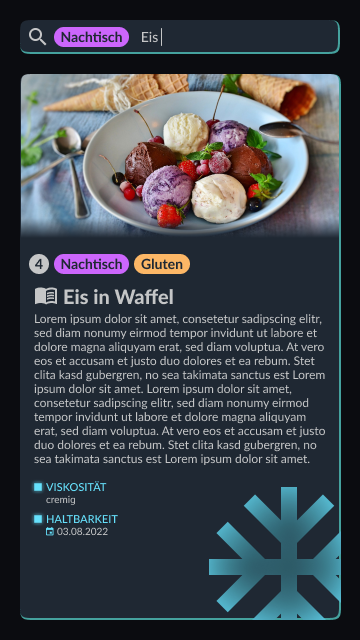 Nachtisch Eis
4 Nachtisch Gluten
Eis in Waffel
Lorem ipsum dolor sit amet, consetetur sadipscing elitr,
sed diam nonumy eirmod tempor invidunt ut labore et
dolore magna aliquyam erat, sed diam voluptua. At vero
eos et accusam et justo duo dolores et ea rebum. Stet
clita kasd gubergren, no sea takimata sanctus est Lorem
ipsum dolor sit amet. Lorem ipsum dolor sit amet,
consetetur sadipscing elitr, sed diam nonumy eirmod
tempor invidunt ut labore et dolore magna aliquyam
erat, sed diam voluptua. At vero eos et accusam et justo
duo dolores et ea rebum. Stet clita kasd gubergren, no
sea takimata sanctus est Lorem ipsum dolor sit amet.
VISKOSITÄT
cremig
HALTBARKEIT
03.08.2022